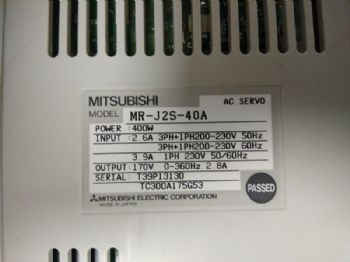 MITSUBISHI
AC SERVO
MODEL MR-J2S-40A
POWER : 400W
INPUT : 2.6A 3PH+1PH200-230V 50Hz
3PH+1PH200-230V 60Hz
3.9A 1PH 230V 50/60Hz
OUTPUT: 170V 0-360Hz 2.8A
SERIAL: T39P13130
TC300A175G53
PASSED
MITSUBISHI ELECTRIC CORPORATION
MADE IN JAPAN